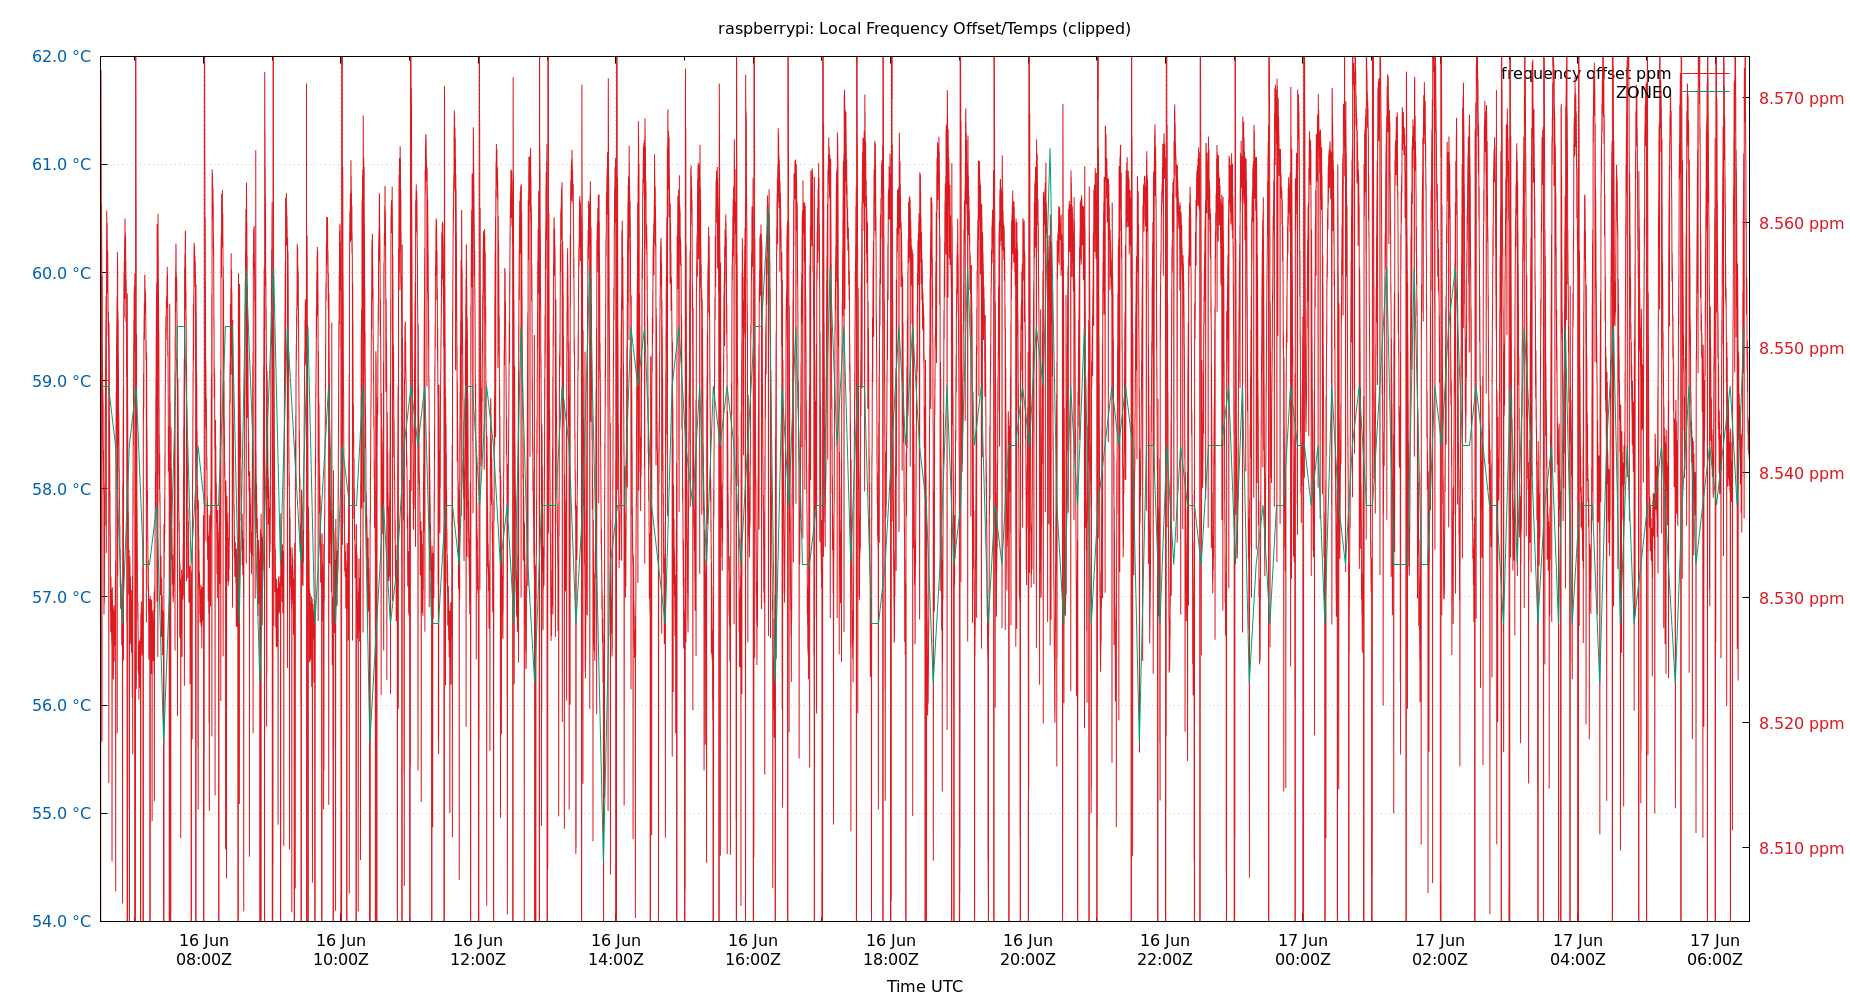 raspberrypi: Local Frequency Offset/Temps (clipped)
62.0 °C
61.0 °C
60.0 °C
59.0 °C
58.0 °C
57.0 °C
56.0 °C
55.0 °C
54.0 °C
frequency offset ppm
ZONE0
8.570 ppm
8.560 ppm
8.550 ppm
8.540 ppm
8.530 ppm
8.520 ppm
8.510 ppm
16 Jun 16 Jun 16 Jun 16 Jun 16 Jun 16 Jun 16 Jun 16 Jun 17 Jun 17 Jun 17 Jun 17 Jun
08:00Z 10:00Z 12:00Z 14:00Z 16:00Z 18:00Z 20:00Z 22:00Z 00:00Z 02:00Z 04:00Z 06:00Z
Time UTC